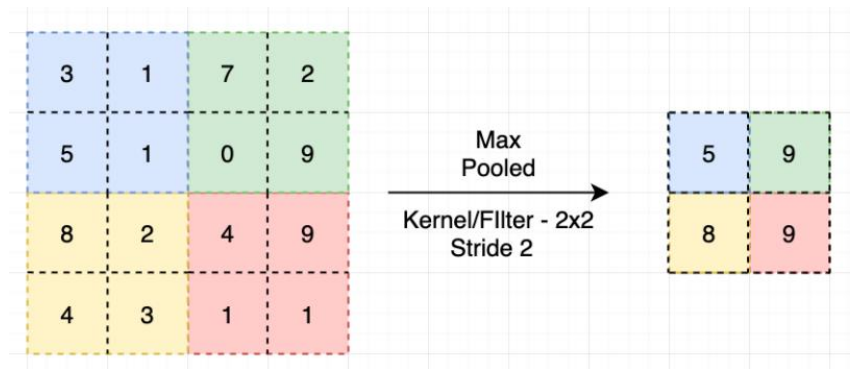 3 1 7 2
5 1 0 9
8 2 4 9
4 3 1 1
Max
Pooled
Kernel/FIlter - 2x2
Stride 2
5 9
8 9